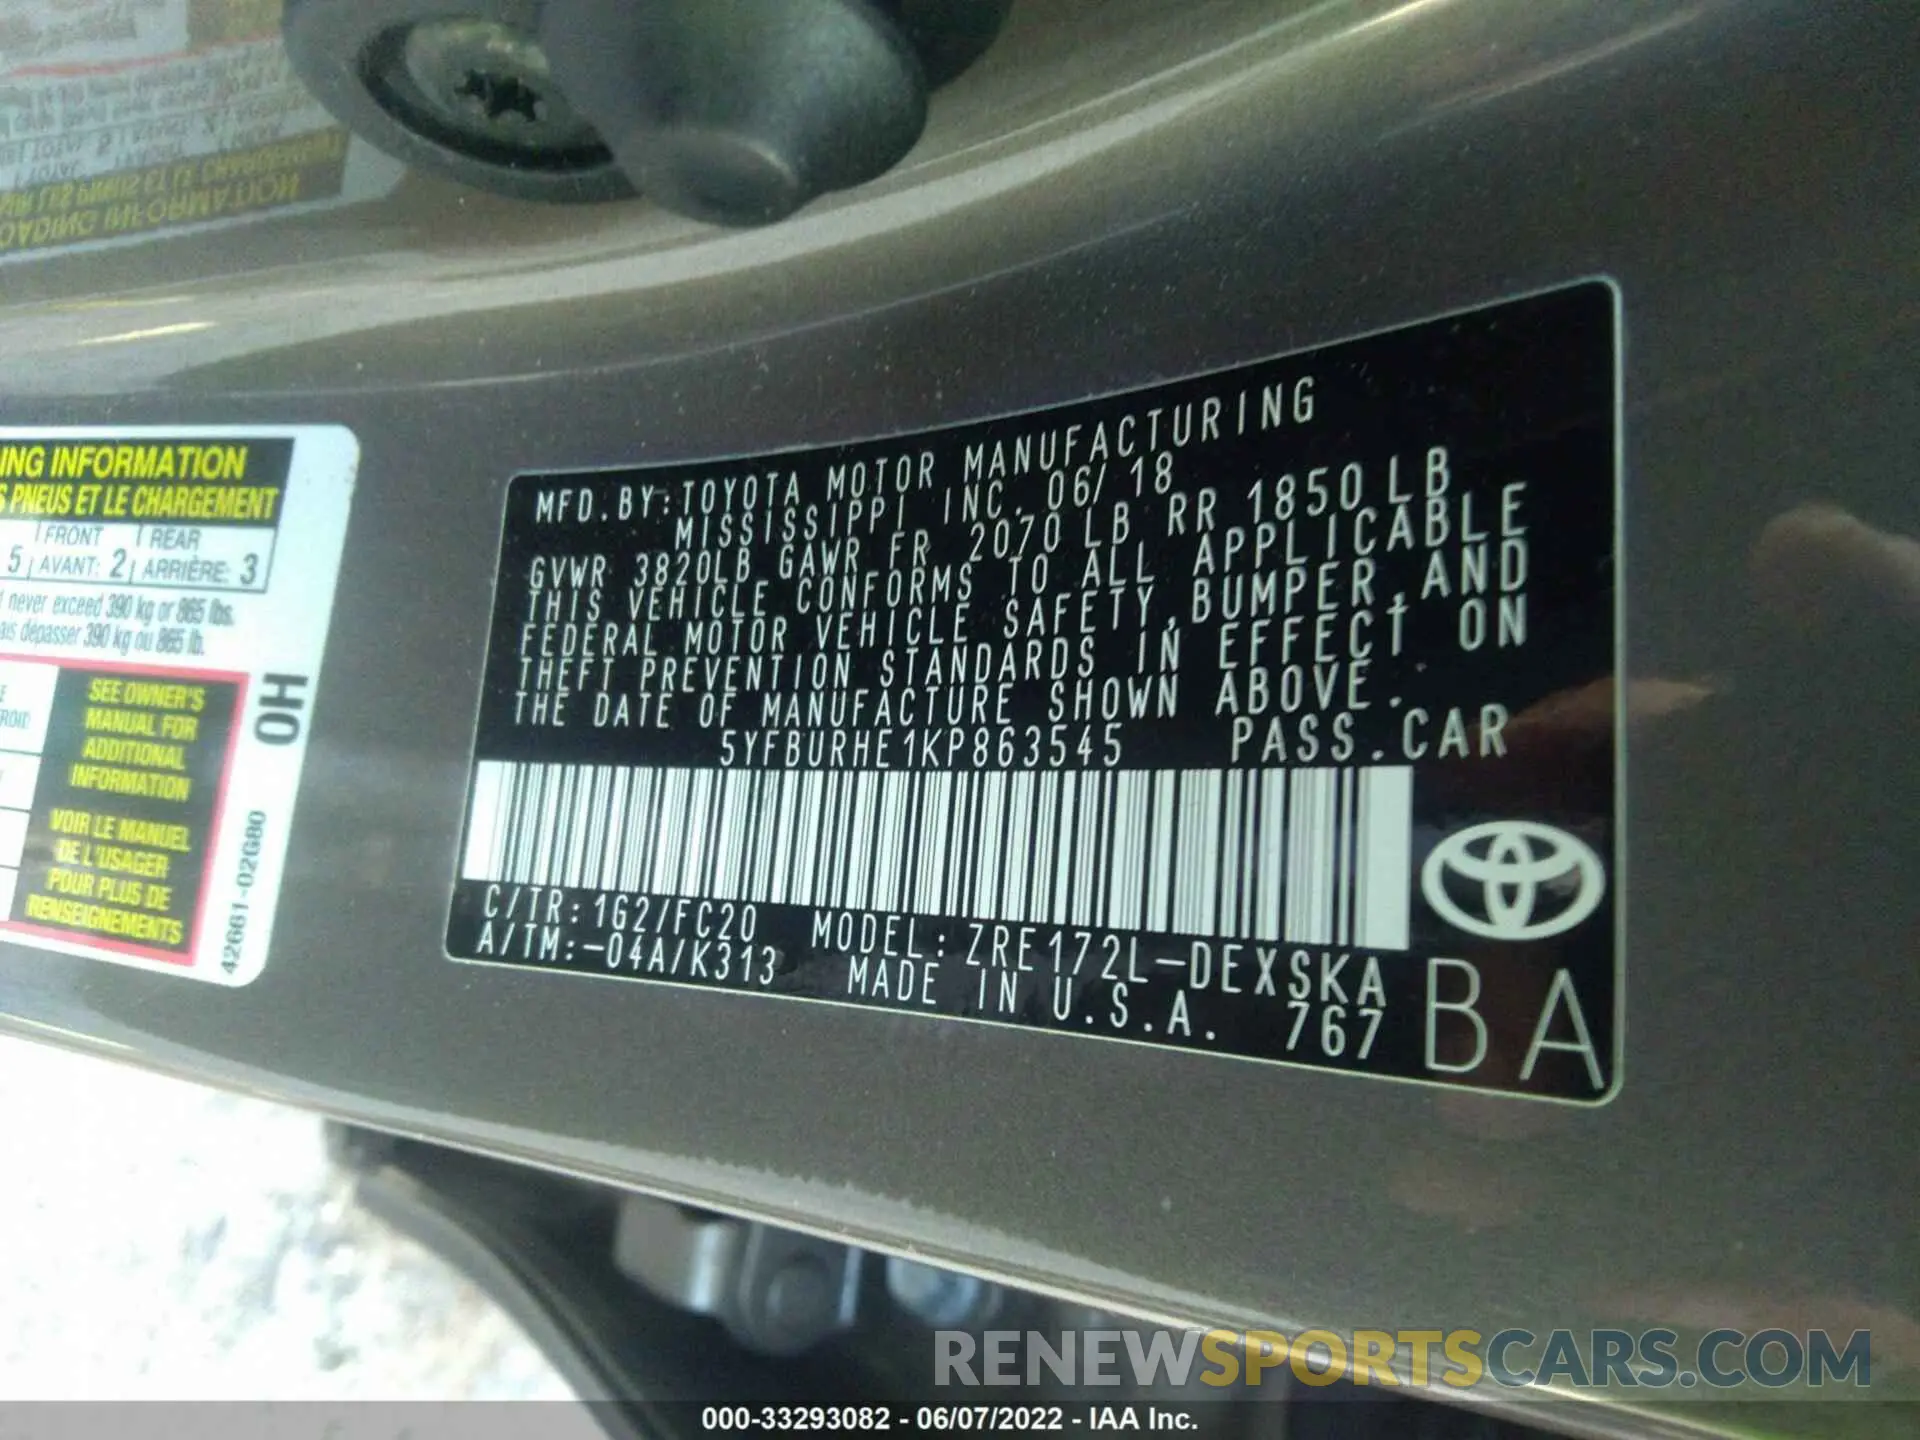 ING INFORMATION
S PNEUS ET LE CHARGEMENT
FRONT REAR
5 AVANT: 2 ARRIÈRE: 3
never exceed 390 kg or 865 lbs.
ais dépasser 390 kg ou 865 lb.
SEE OWNER'S
MANUAL FOR
ADDITIONAL
INFORMATION
VOIR LE MANUEL
DE L'USAGER
POUR PLUS DE
RENSEIGNEMENTS
0H
42661-02G80
MFD. BY: TOYOTA MOTOR MANUFACTURING
MISSISSIPPI INC. 06/18
GVWR 3820LB GAWR FR 2070 LB RR 1850 LB
THIS VEHICLE CONFORMS TO ALL APPLICABLE
FEDERAL MOTOR VEHICLE SAFETY, BUMPER, AND
THEFT PREVENTION STANDARDS IN EFFECT ON
THE DATE OF MANUFACTURE SHOWN ABOVE.
5YFBURHE1KP863545 PASS. CAR
C/TR: 1G2/FC20 MODEL: ZRE172L-DEXSKA
A/TM:-04A/K313 MADE IN U.S.A. 767
BA
RENEWSPORTSCARS.COM
000-33293082 - 06/07/2022 - IAA Inc.